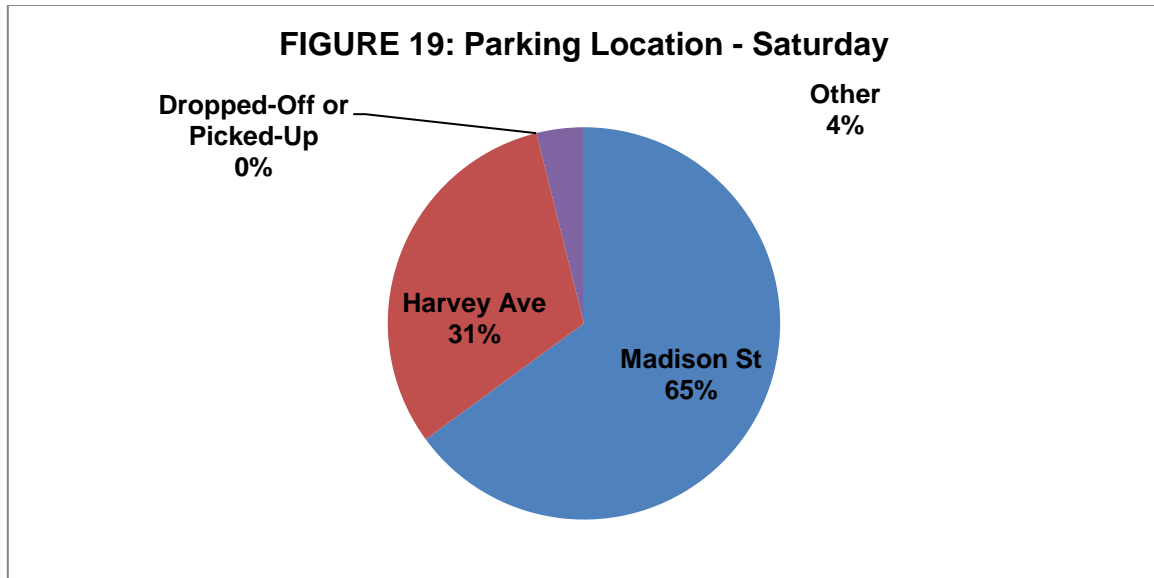 FIGURE 19: Parking Location - Saturday
Dropped-Off or
Picked-Up
0%
Other
4%
Harvey Ave
31%
Madison St
65%